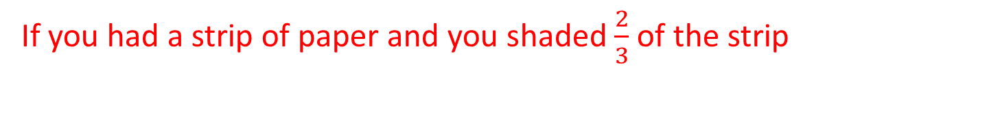 If you had a strip of paper and you shaded 2/3 of the strip